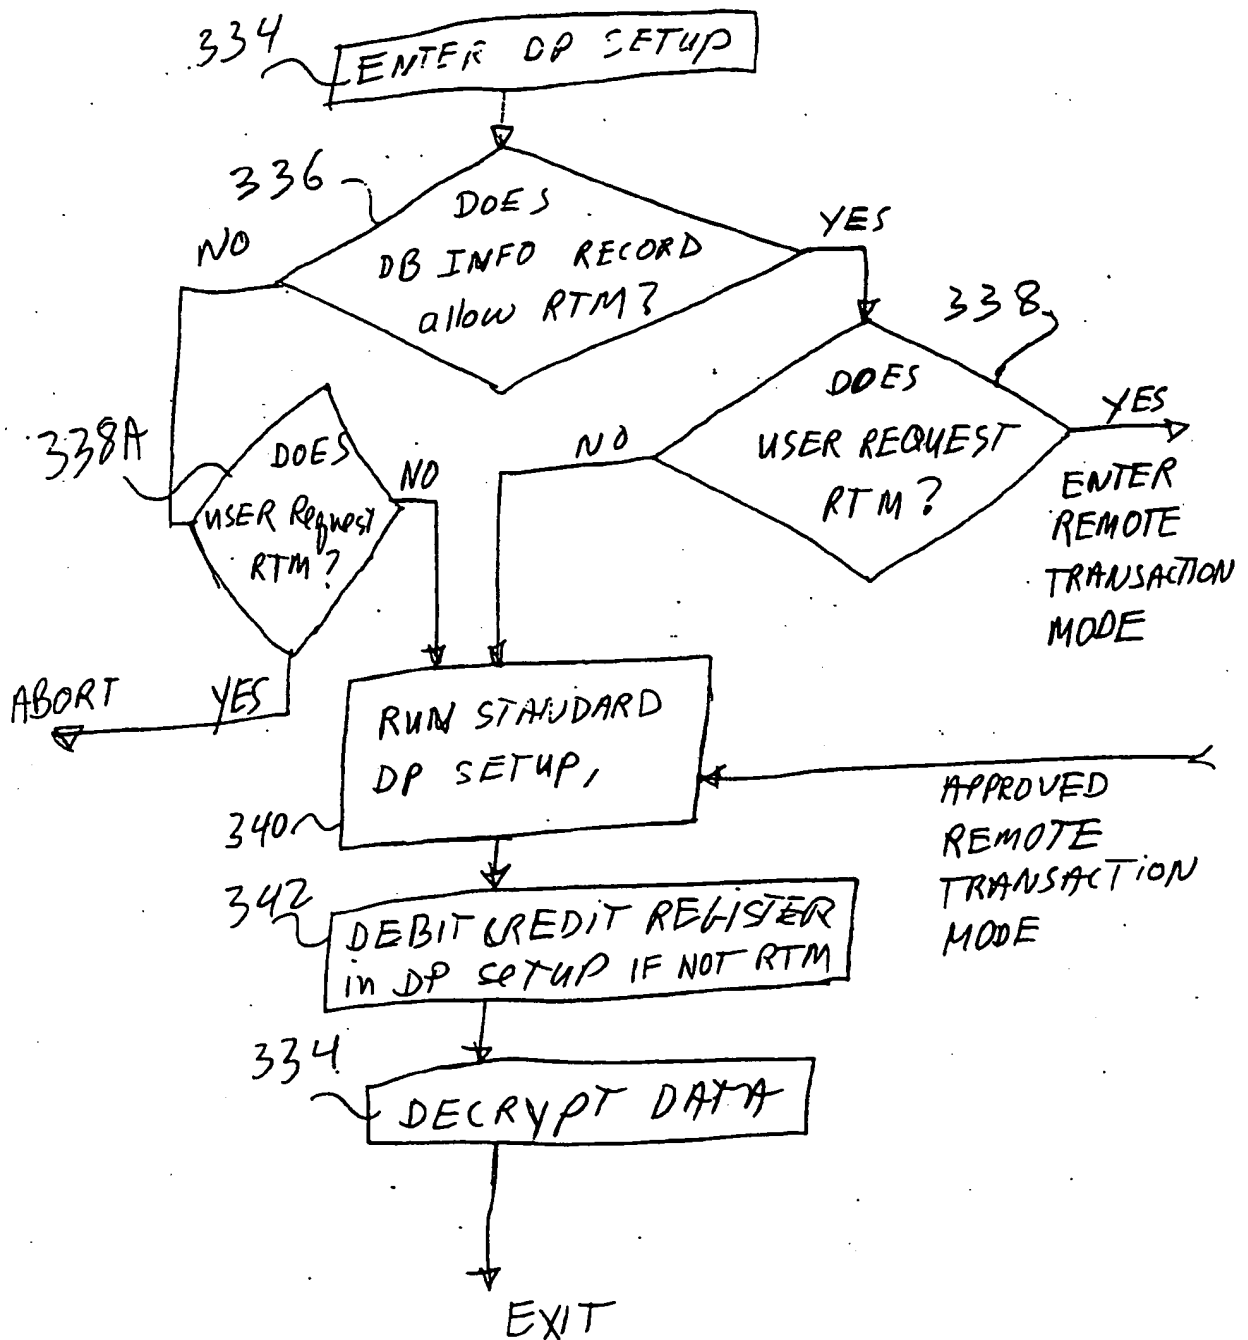 334
ENTER DP SETUP
336
DOES
DB INFO RECORD
allow RTM?
NO
YES
338
DOES
USER REQUEST
RTM?
YES
ENTER
REMOTE
TRANSACTION
MODE
NO
338A
DOES
USER Request
RTM?
NO
YES
ABORT
RUN STANDARD
DP SETUP,
340
APPROVED
REMOTE
TRANSACTION
MODE
342
DEBIT CREDIT REGISTER
in DP SETUP IF NOT RTM
334
DECRYPT DATA
EXIT